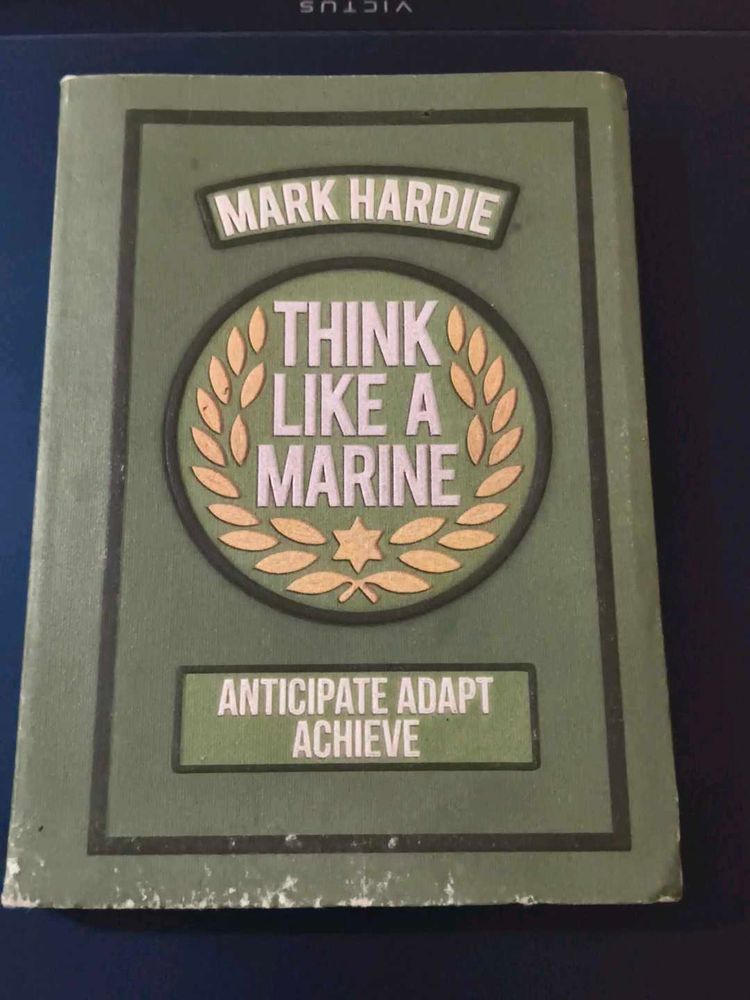 VICTUS
MARK HARDIE
THINK
LIKE A
MARINE
ANTICIPATE ADAPT
ACHIEVE